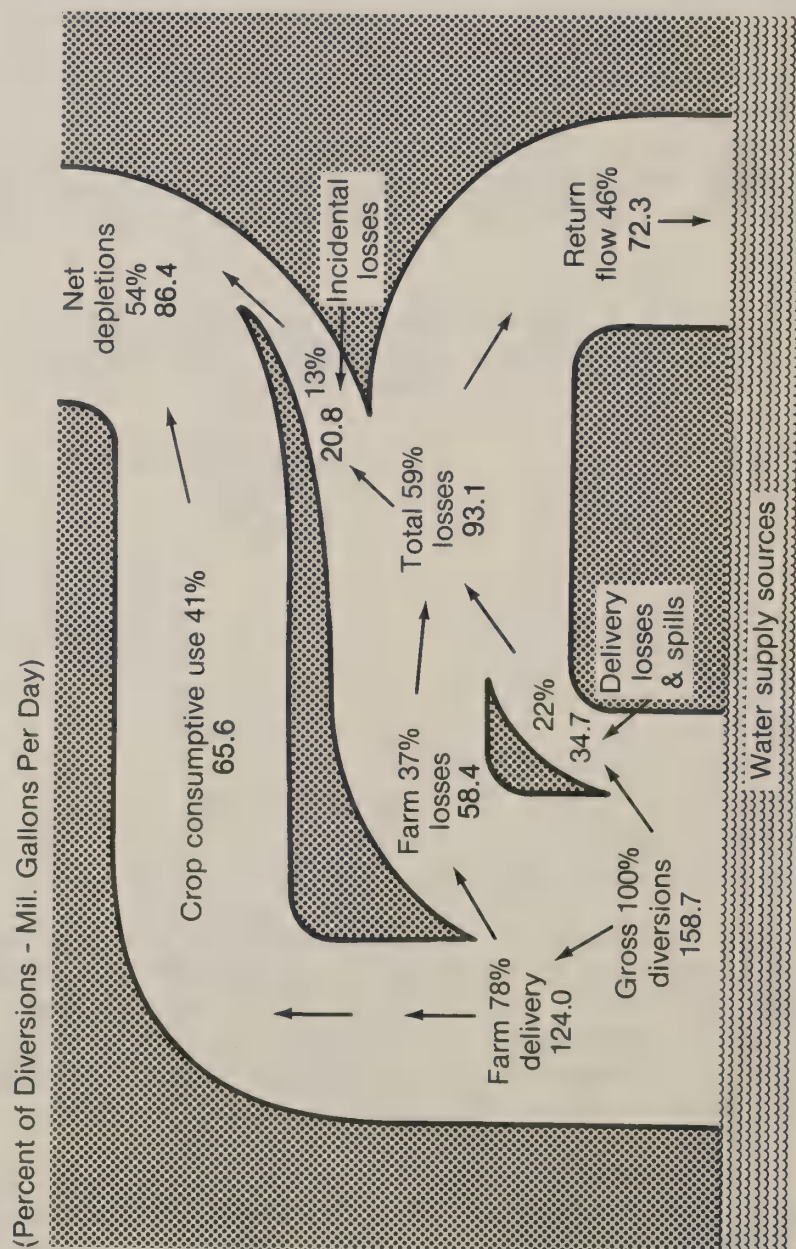 (Percent of Diversions - Mil. Gallons Per Day)
Net
depletions
54%
86.4
Crop consumptive use 41%
65.6
Incidental
losses
13%
20.8
Total 59%
losses
93.1
Return
flow 46%
72.3
Farm 37%
losses
58.4
Farm 78%
delivery
124.0
22%
34.7
Delivery
losses
& spills
Gross 100%
diversions
158.7
Water supply sources